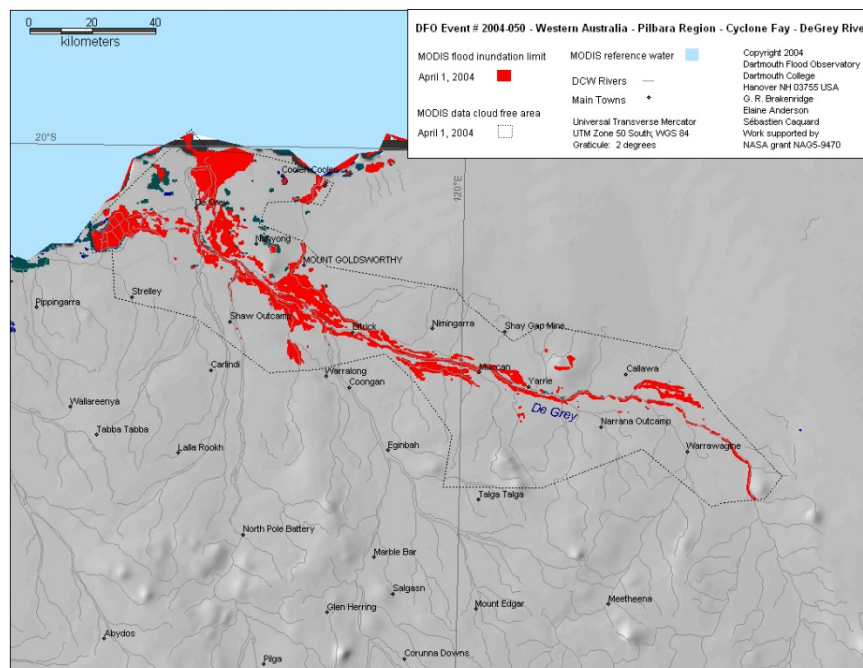 0 20 40
kilometers
DFO Event # 2004-050 - Western Australia - Pilbara Region - Cyclone Fay - DeGrey Rive
MODIS flood inundation limit
April 1, 2004
MODIS data cloud free area
April 1, 2004
MODIS reference water
DCW Rivers
Main Towns
Universal Transverse Mercator
UTM Zone 50 South; WGS 84
Graticule: 2 degrees
Copyright 2004
Dartmouth Flood Observatory
Dartmouth College
Hanover NH 03755 USA
G. R. Brakenridge
Elaine Anderson
Sébastien Caquard
Work supported by
NASA grant NAG5-9470
20°S
120°E
De Grey
MOUNT GOLDSWORTHY
Pippingarra
Strelley
Shaw Outcamp
Nimingarra
Shay Gap Mine
Carlindi
Warralong
Coongan
Muccan
Yarrie
Callawa
De Grey
Wallareenya
Tabba Tabba
Lalla Rookh
Eginbah
Narrana Outcamp
Warrawagine
Talga Talga
North Pole Battery
Marble Bar
Salgasn
Glen Herring
Mount Edgar
Meetheena
Abydos
Pilga
Corunna Downs